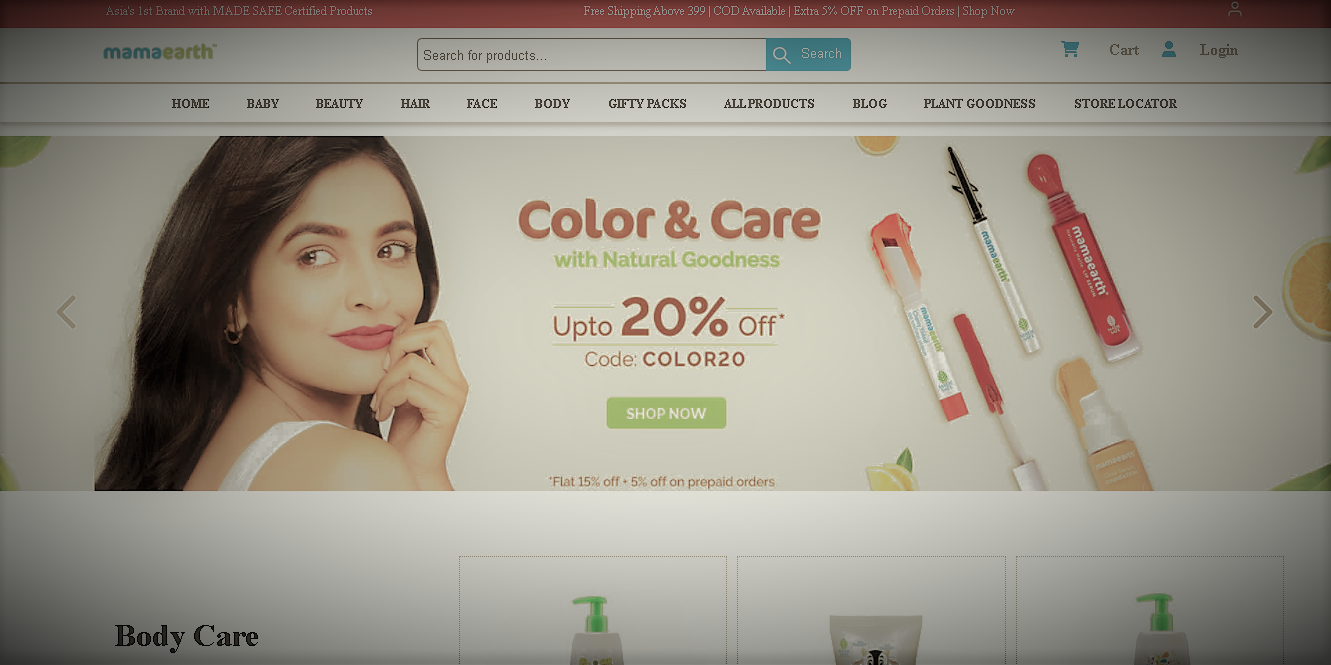 Asia's 1st Brand with MADE SAFE Certified Products
Free Shipping Above 399 | COD Available | Extra 5% OFF on Prepaid Orders | Shop Now
mamaearth™
Search for products...
Search
Cart
Login
HOME BABY BEAUTY HAIR FACE BODY GIFTY PACKS ALL PRODUCTS BLOG PLANT GOODNESS STORE LOCATOR
Color & Care
with Natural Goodness
Upto 20% Off*
Code: COLOR20
SHOP NOW
*Flat 15% off + 5% off on prepaid orders
mamaearth
mamaearth
mamaearth
mamaearth
Body Care